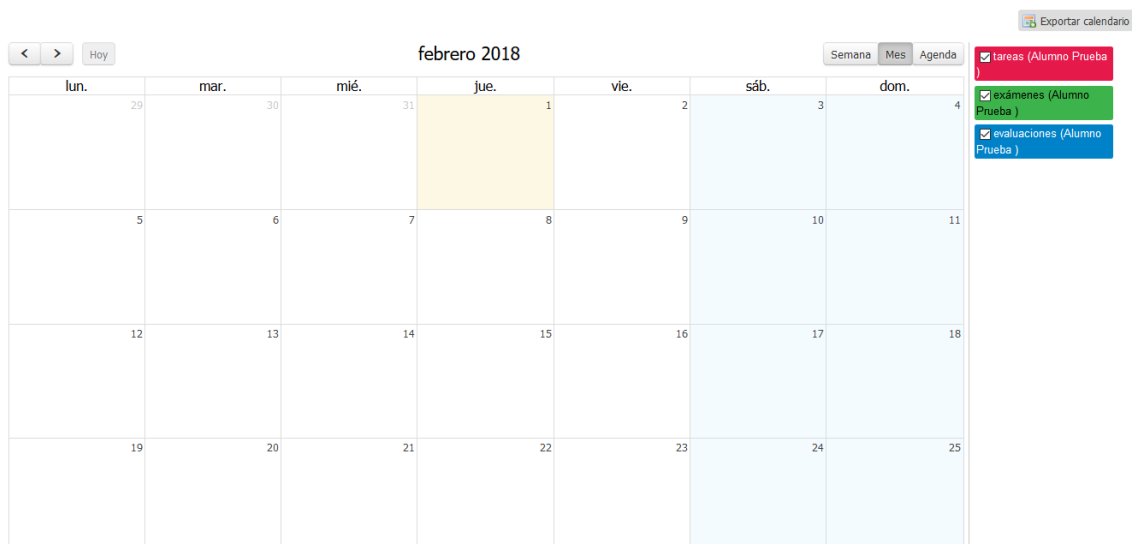 Exportar calendario
Hoy
febrero 2018
Semana Mes Agenda
lun. mar. mié. jue. vie. sáb. dom.
29 30 31 1 2 3 4
5 6 7 8 9 10 11
12 13 14 15 16 17 18
19 20 21 22 23 24 25
tareas (Alumno Prueba
)
exámenes (Alumno
Prueba )
evaluaciones (Alumno
Prueba )